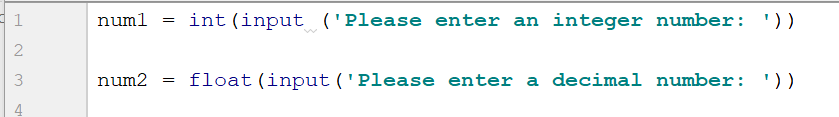 1 num1 = int(input ('Please enter an integer number: '))
2
3 num2 = float(input('Please enter a decimal number: '))
4